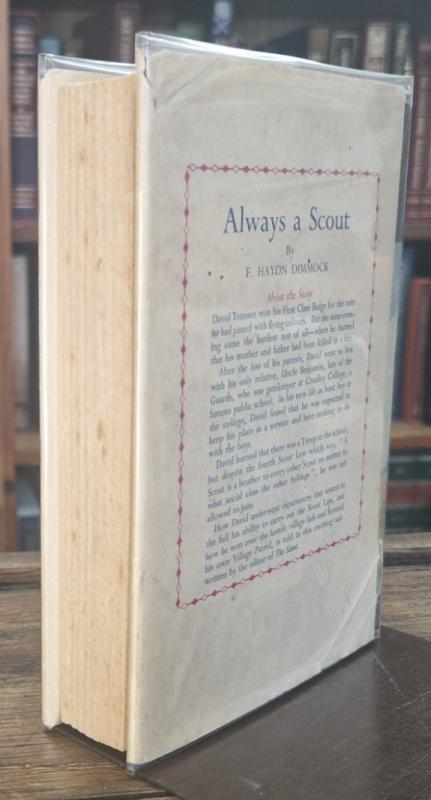 Always a Scout
By
F. HAYDN DIMMOCK
About the Story
David Tennant won his First Class Badge for the tests
he had passed with flying colours. But the same even-
ing came the hardest test of all—when he learned
that his mother and father had been killed in a fire.
After the loss of his parents, David went to live
with his only relative, Uncle Benjamin, late of the
Guards, who was gatekeeper at Quatley College, a
famous public school. In his new life as boot boy at
the college, David found that he was expected to
keep his place as a servant and have nothing to do
with the boys.
David learned that there was a Troop at the school,
but despite the fourth Scout Law which says, "A
Scout is a brother to every other Scout no matter to
what social class the other belongs", he was not
allowed to join.
How David underwent experiences that tested to
the full his ability to carry out the Scout Law, and
how he won over the hostile village lads and formed
his own Village Patrol, is told in this exciting tale
written by the editor of The Scout.